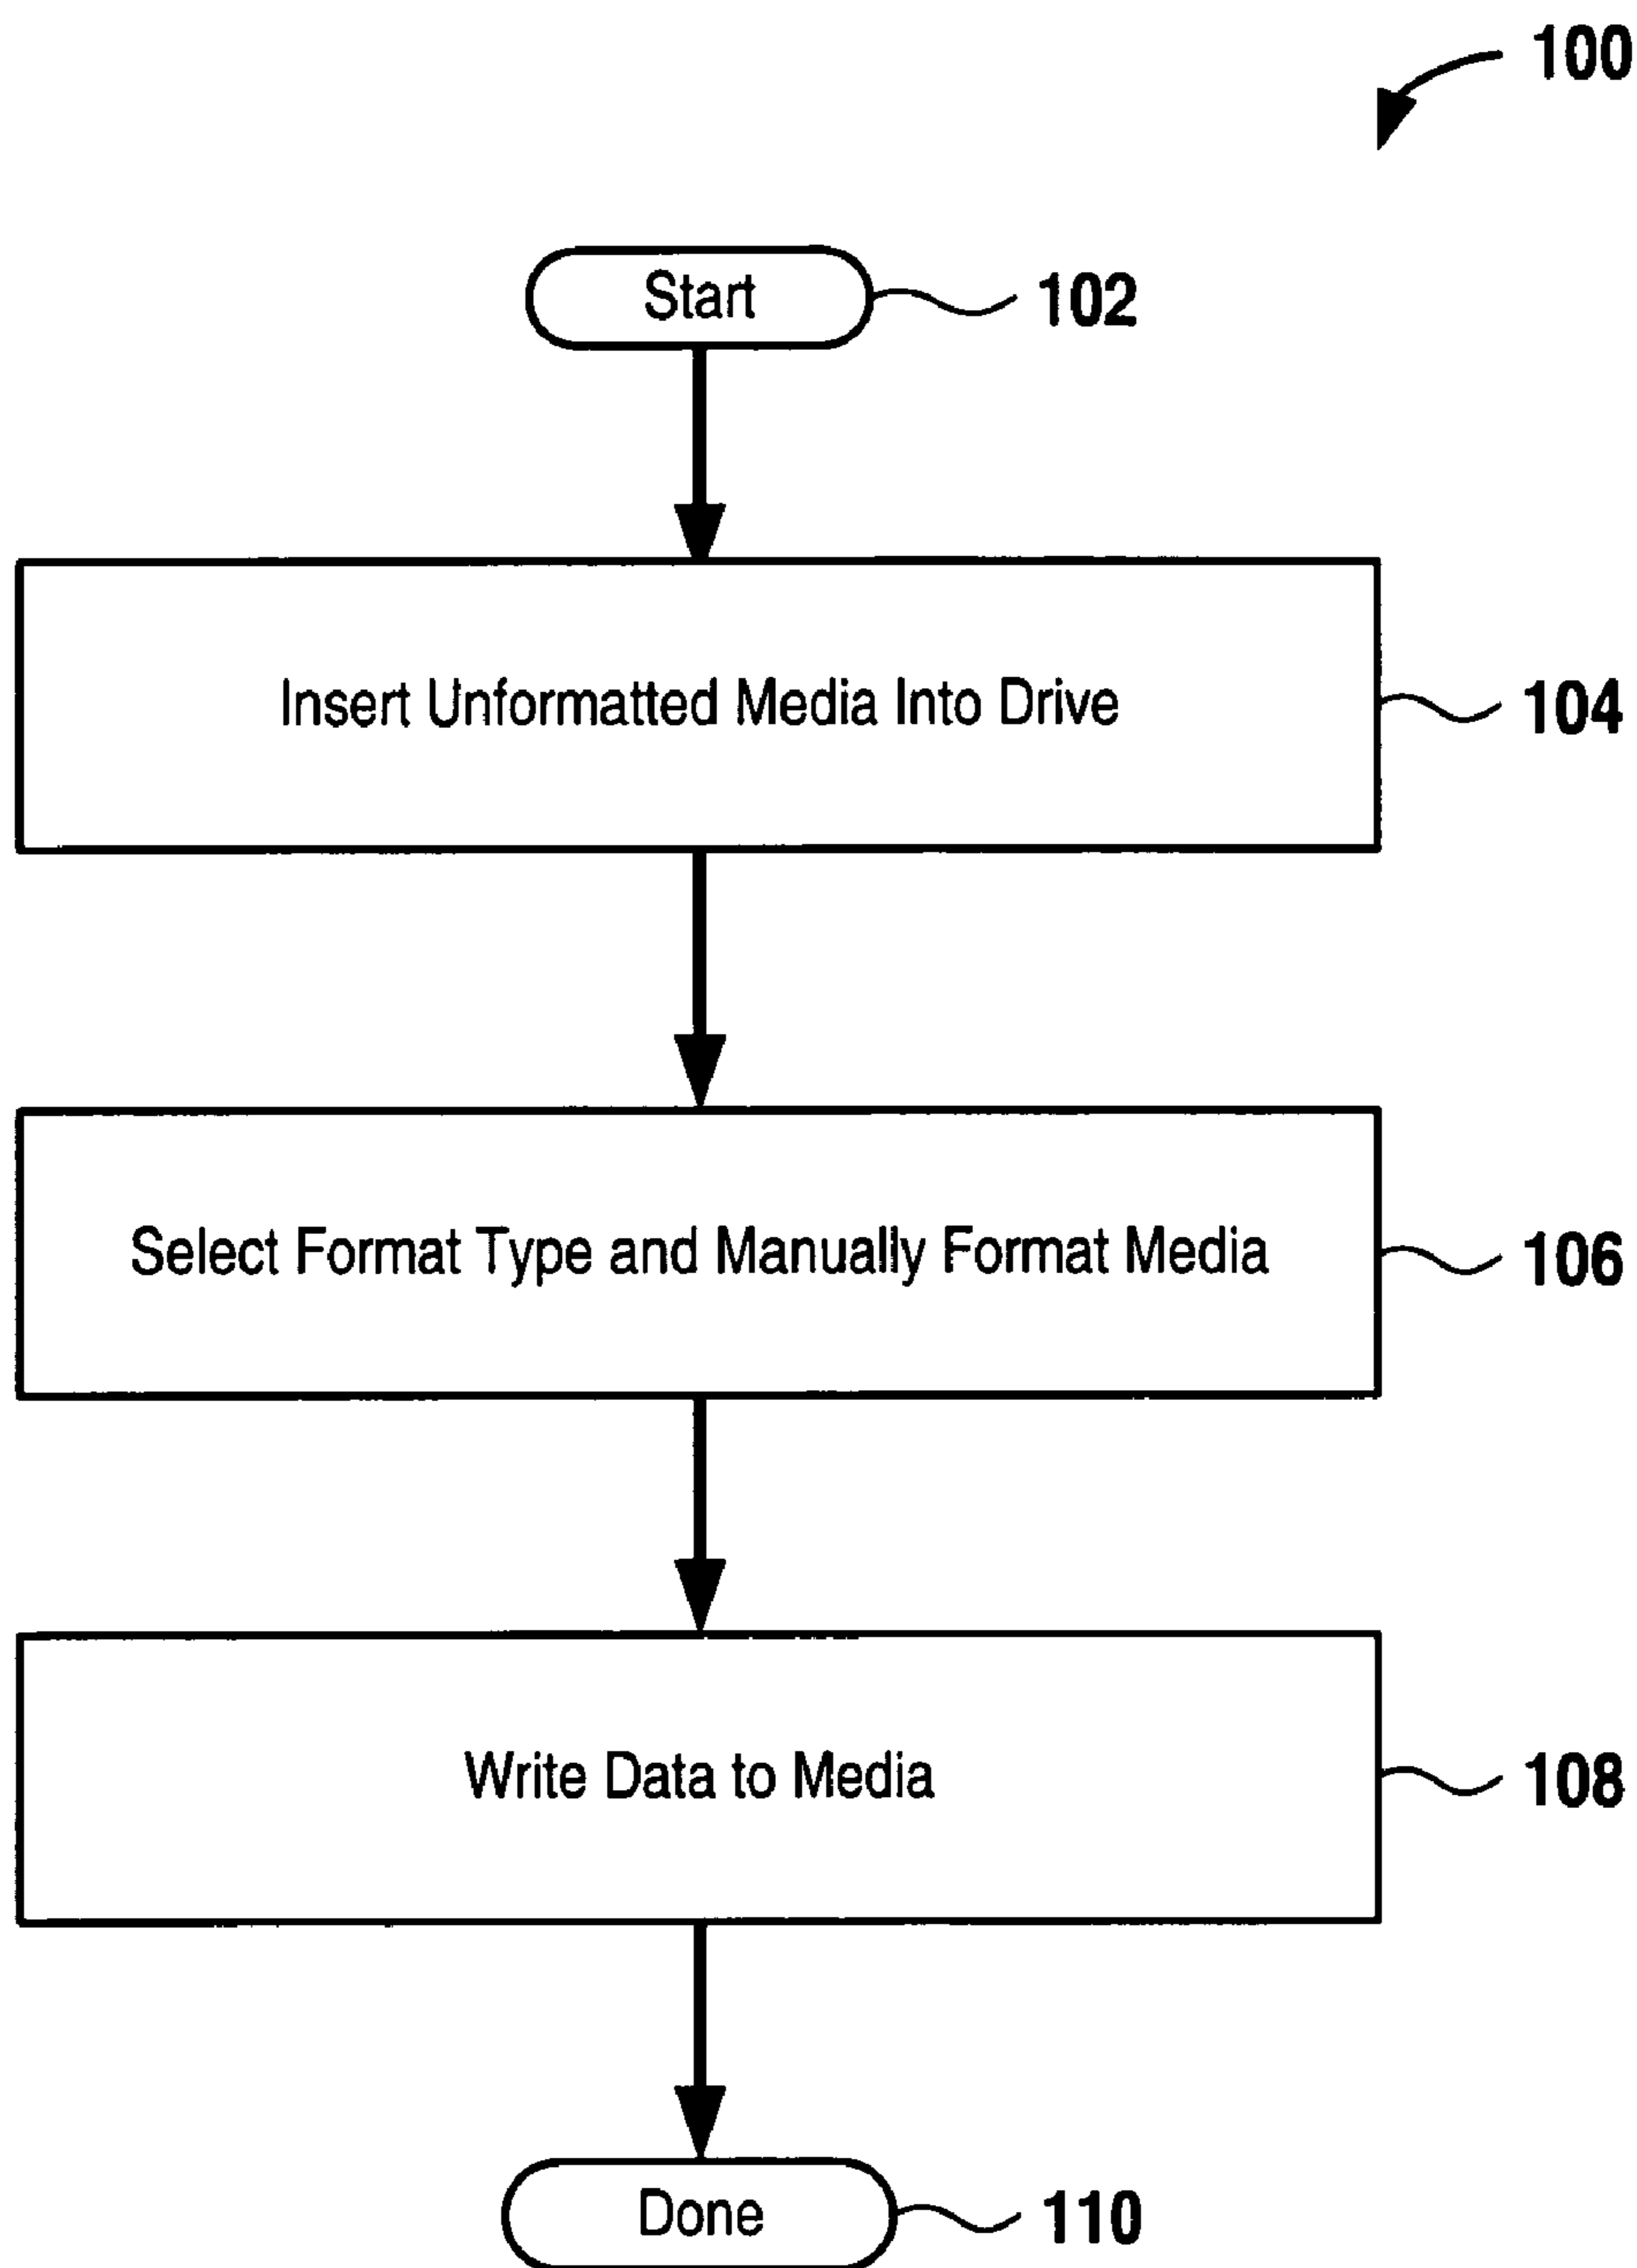 100
Start
102
Insert Unformatted Media Into Drive
104
Select Format Type and Manually Format Media
106
Write Data to Media
108
Done
110